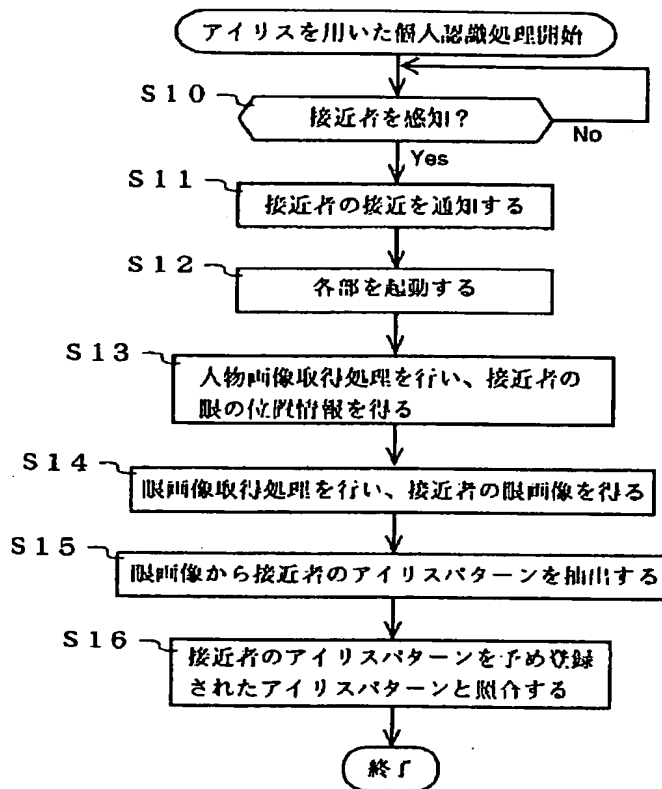 アイリスを用いた個人認識処理開始
S10
接近者を感知？
No
Yes
S11
接近者の接近を通知する
S12
各部を起動する
S13
人物画像取得処理を行い、接近者の
眼の位置情報を得る
S14
眼画像取得処理を行い、接近者の眼画像を得る
S15
眼画像から接近者のアイリスパターンを抽出する
S16
接近者のアイリスパターンを予め登録
されたアイリスパターンと照合する
終了